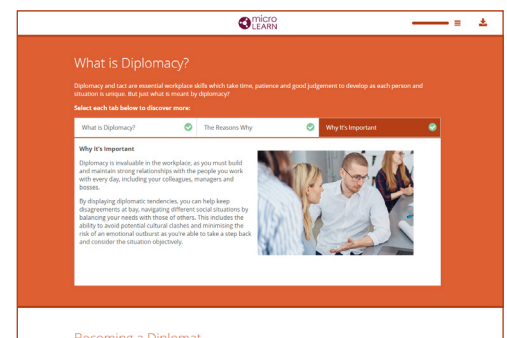 micro
LEARN
What is Diplomacy?
Diplomacy and tact are essential workplace skills which take time, patience and good judgement to develop as each person and
situation is unique. But just what is meant by diplomacy?
Select each tab below to discover more:
What is Diplomacy?
The Reasons Why
Why It's Important
Why It's Important
Diplomacy is invaluable in the workplace, as you must build
and maintain strong relationships with the people you work
with every day, including your colleagues, managers and
bosses.
By displaying diplomatic tendencies, you can help keep
disagreements at bay, navigating different social situations by
balancing your needs with those of others. This includes the
ability to avoid potential cultural clashes and minimising the
risk of an emotional outburst as you're able to take a step back
and consider the situation objectively.
Becoming a Diplomat